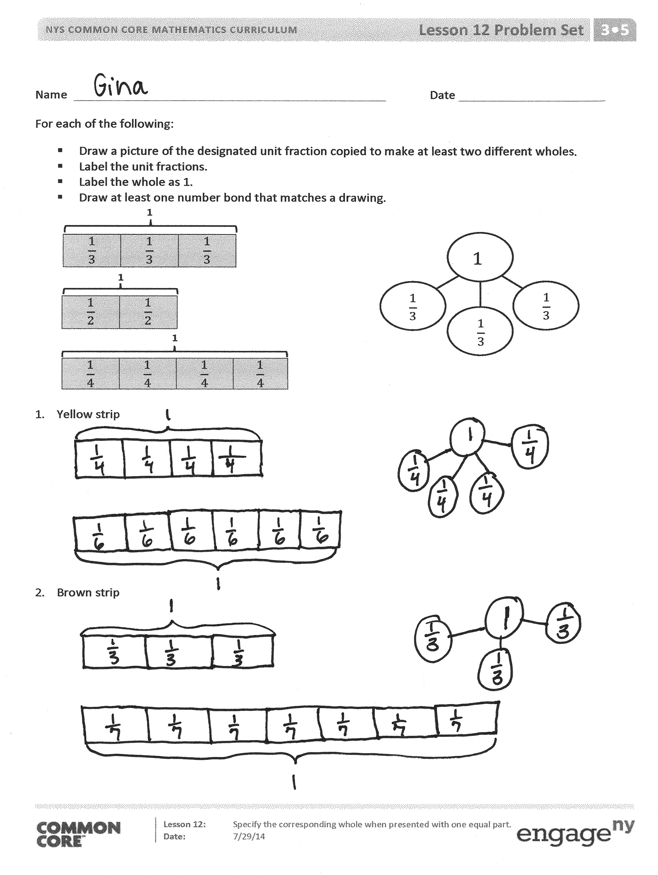 NYS COMMON CORE MATHEMATICS CURRICULUM Lesson 12 Problem Set 3•5
Name Gina Date
For each of the following:
▪ Draw a picture of the designated unit fraction copied to make at least two different wholes.
▪ Label the unit fractions.
▪ Label the whole as 1.
▪ Draw at least one number bond that matches a drawing.
1
1/3 1/3 1/3
1
1/2 1/2
1
1/4 1/4 1/4 1/4
1
1/3 1/3 1/3
1. Yellow strip
1
1/4 1/4 1/4 1/4
1
1/4 1/4 1/4 1/4
1/6 1/6 1/6 1/6 1/6 1/6
1
2. Brown strip
1
1/3 1/3 1/3
1
1/3 1/3 1/3
1/7 1/7 1/7 1/7 1/7 1/7 1/7
1
COMMON CORE™
Lesson 12: Specify the corresponding whole when presented with one equal part.
Date: 7/29/14
engage ny